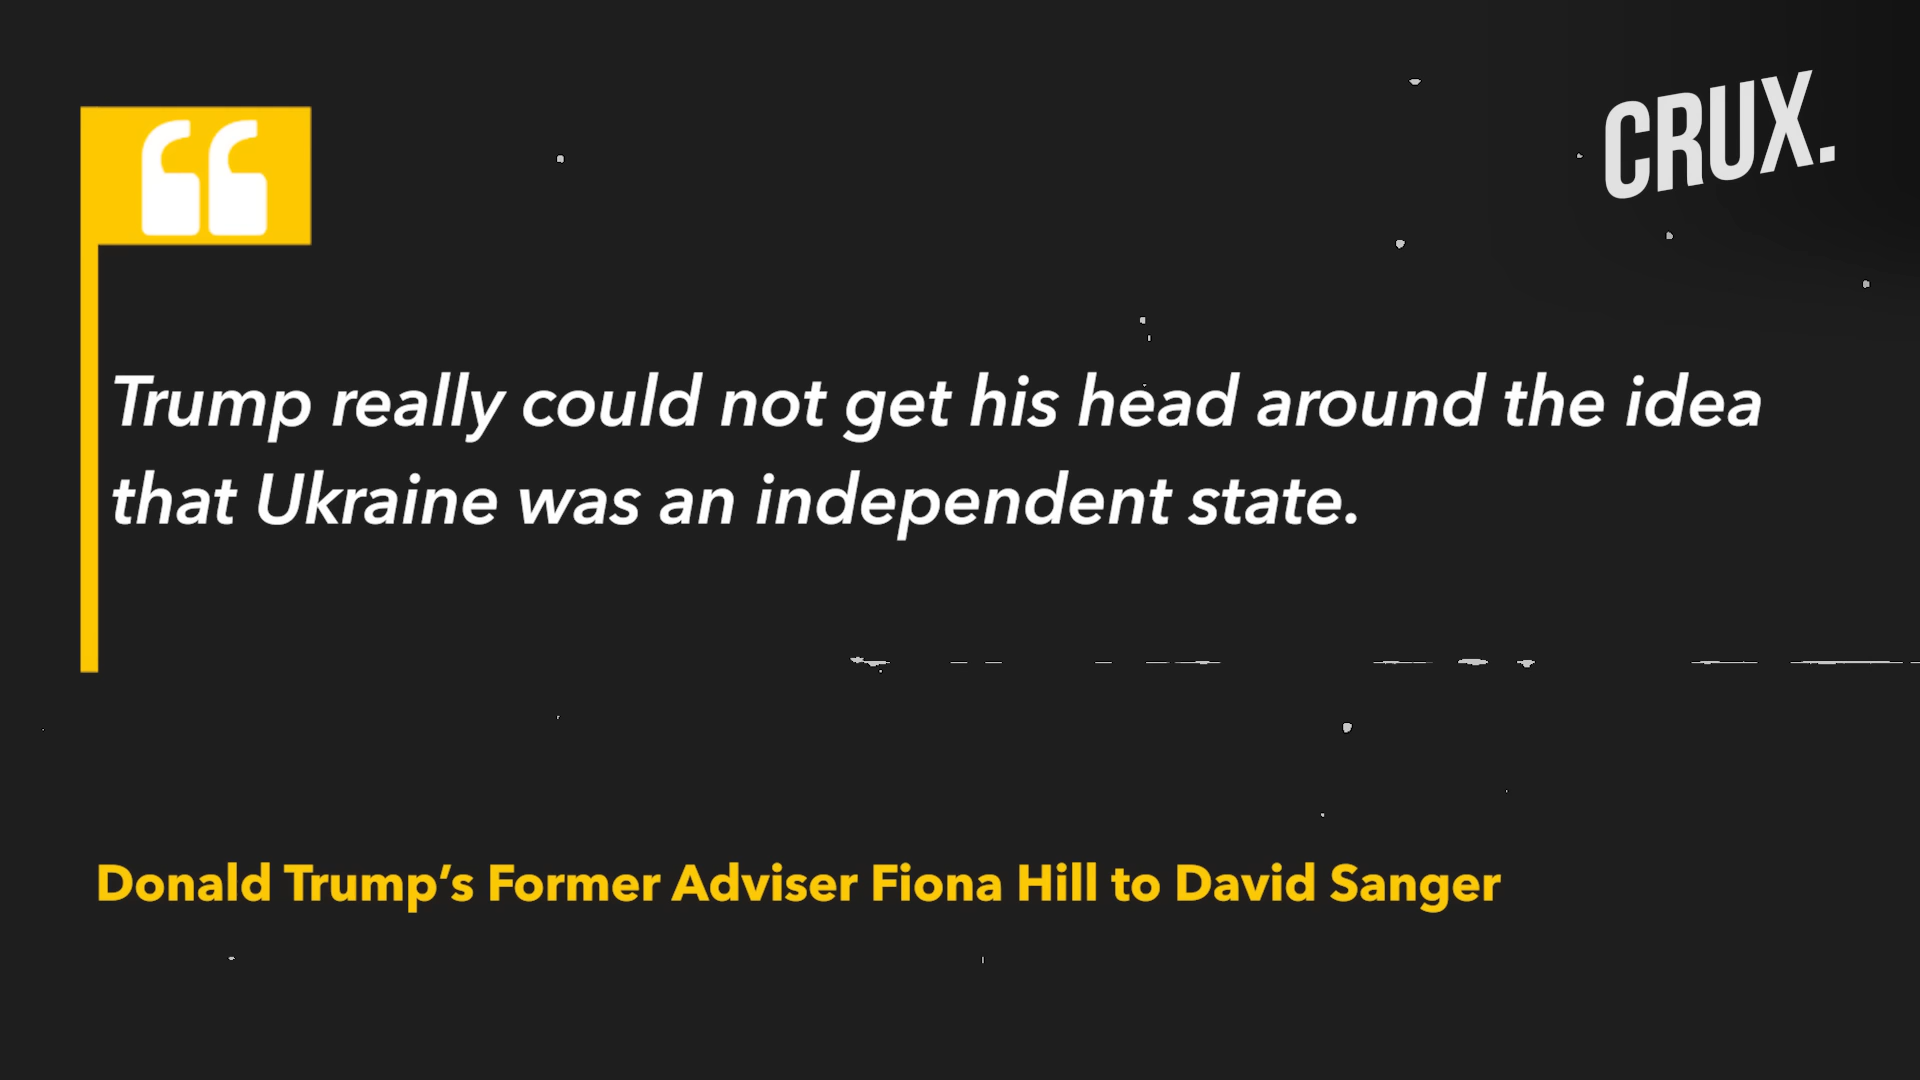 CRUX.
“
Trump really could not get his head around the idea
that Ukraine was an independent state.
Donald Trump’s Former Adviser Fiona Hill to David Sanger